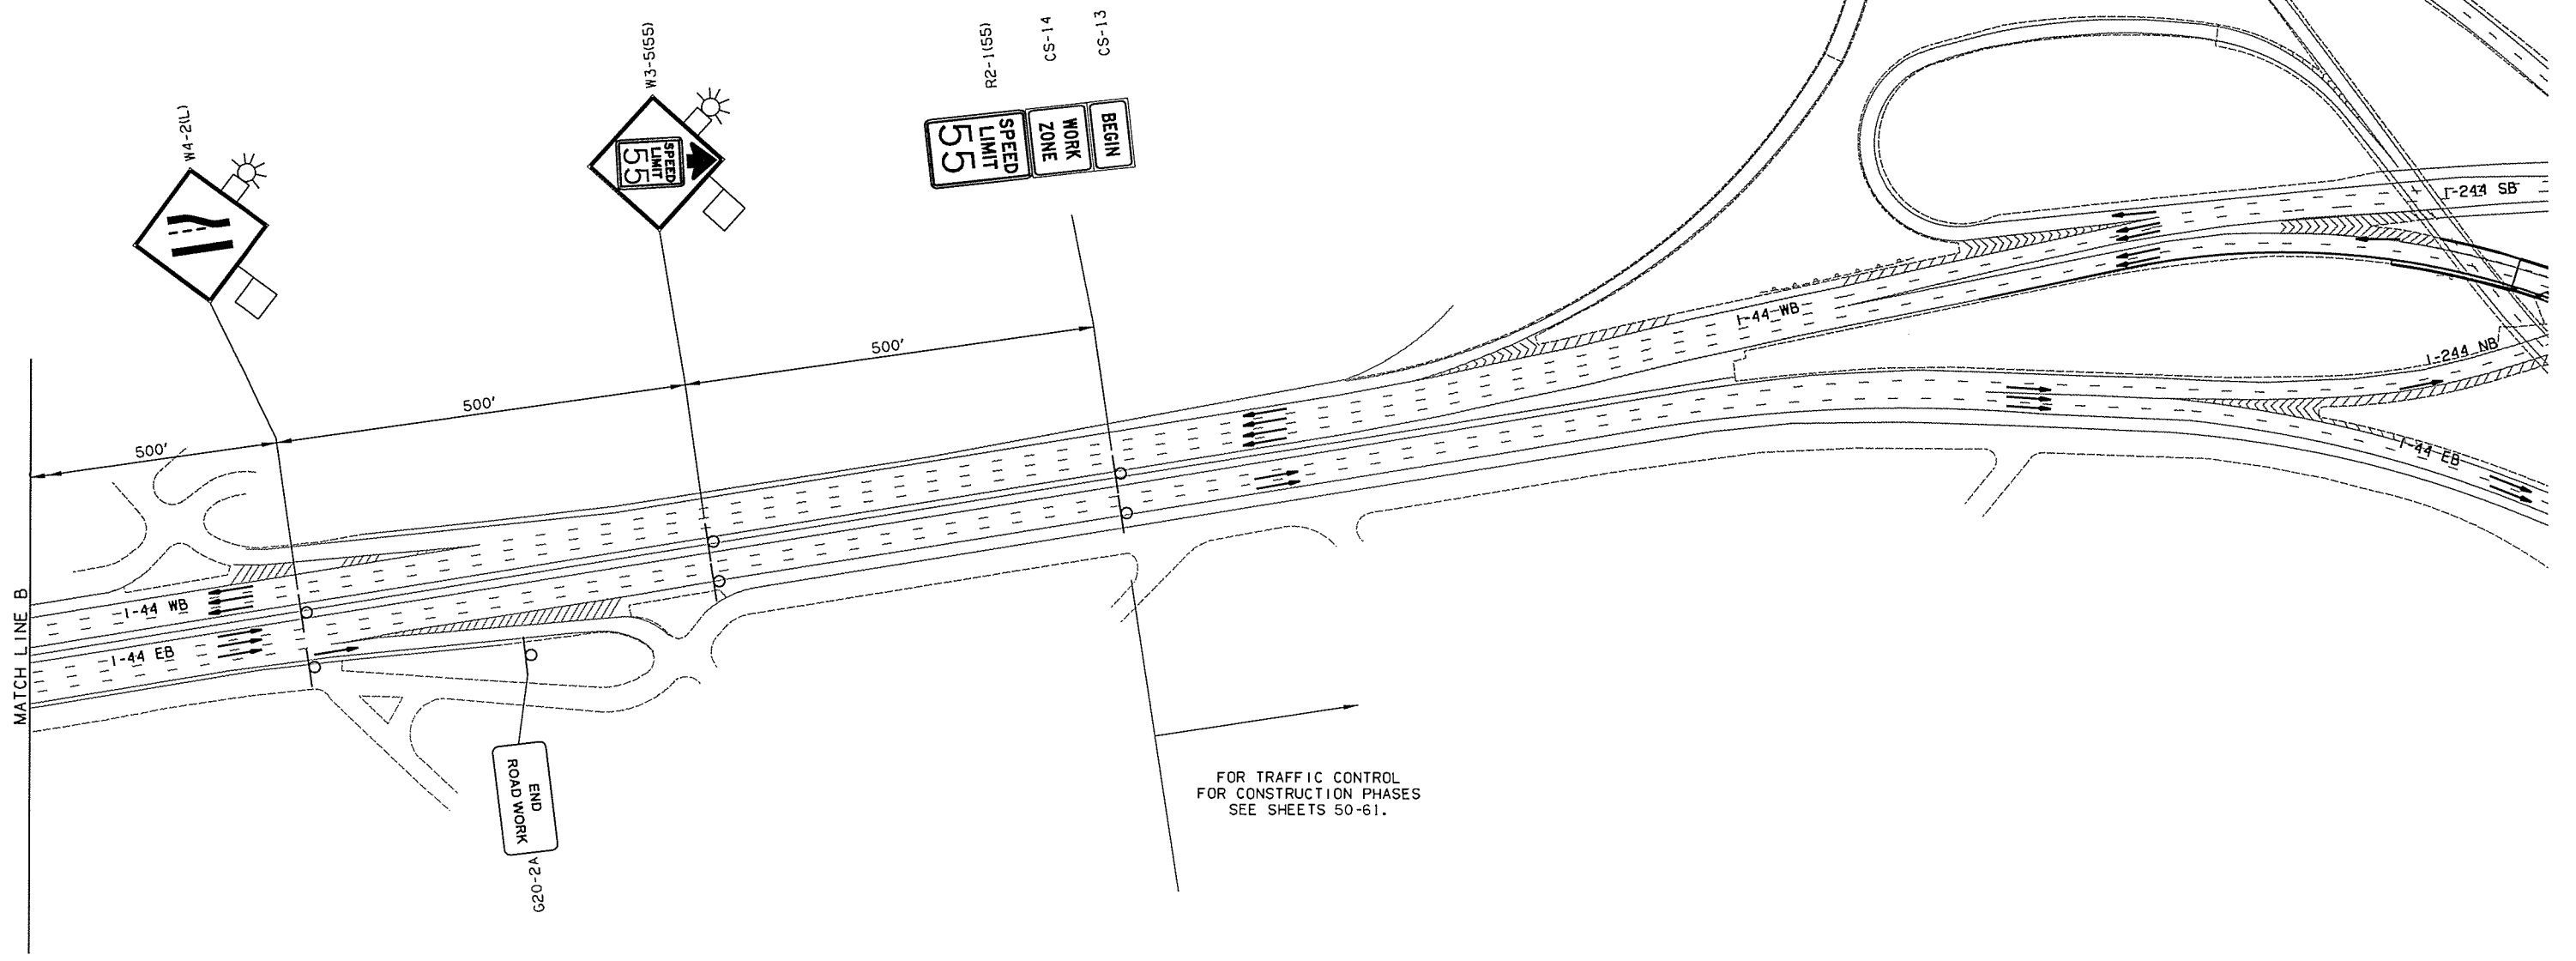 W4-2(L)
W3-5(55)
SPEED
LIMIT
55
R2-1(55)
CS-14
CS-13
BEGIN
WORK
ZONE
SPEED
LIMIT
55
I-244 SB
I-44 WB
I-244 NB
I-44 EB
500'
500'
500'
I-44 WB
I-44 EB
MATCH LINE B
END
ROAD WORK
G20-2A
FOR TRAFFIC CONTROL
FOR CONSTRUCTION PHASES
SEE SHEETS 50-61.